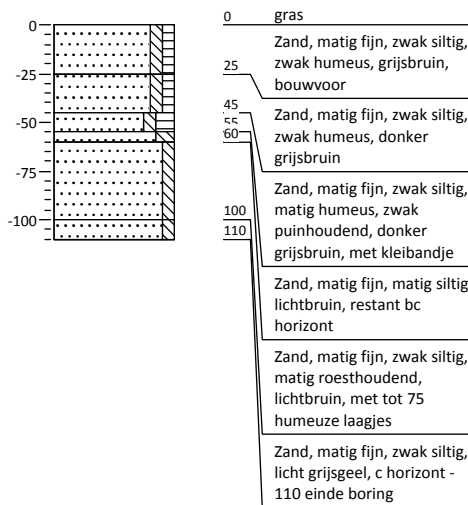 0
-25
-50
-75
-100
0 gras
Zand, matig fijn, zwak siltig,
zwak humeus, grijsbruin,
bouwvoor
25
Zand, matig fijn, zwak siltig,
zwak humeus, donker
grijsbruin
45
Zand, matig fijn, zwak siltig,
matig humeus, zwak
puinhoudend, donker
grijsbruin, met kleibandje
55
Zand, matig fijn, matig siltig,
lichtbruin, restant bc
horizont
60
Zand, matig fijn, zwak siltig,
matig roesthoudend,
lichtbruin, met tot 75
humeuze laagjes
100
Zand, matig fijn, zwak siltig,
licht grijsgeel, c horizont -
110 einde boring
110